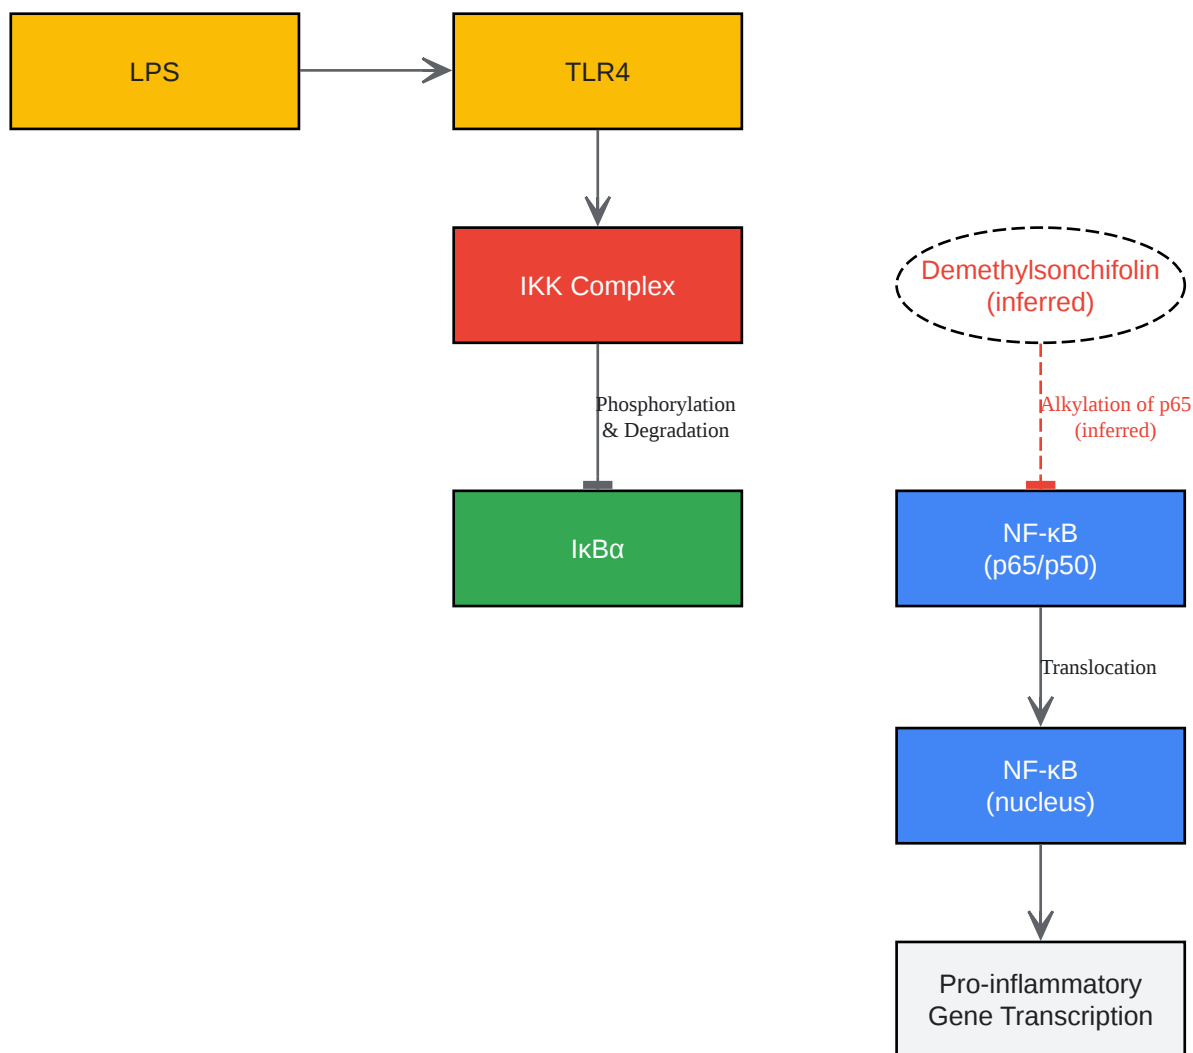 LPS
TLR4
IKK Complex
Demethylsonchifolin
(inferred)
Phosphorylation
& Degradation
Alkylation of p65
(inferred)
IκBα
NF-κB
(p65/p50)
Translocation
NF-κB
(nucleus)
Pro-inflammatory
Gene Transcription